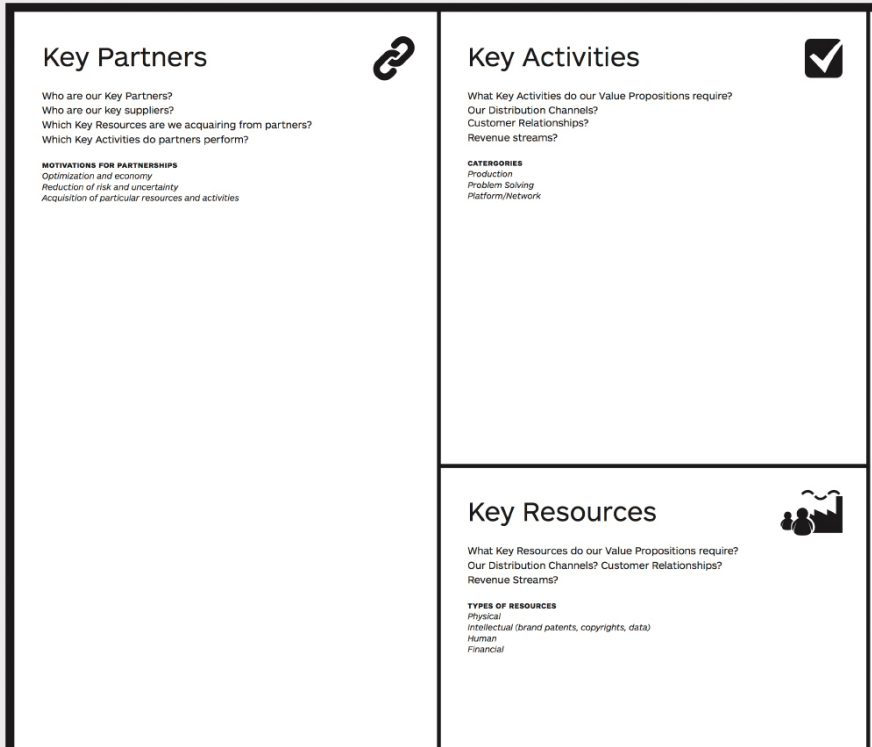 Key Partners
Who are our Key Partners?
Who are our key suppliers?
Which Key Resources are we acquairing from partners?
Which Key Activities do partners perform?
MOTIVATIONS FOR PARTNERSHIPS
Optimization and economy
Reduction of risk and uncertainty
Acquisition of particular resources and activities
Key Activities
What Key Activities do our Value Propositions require?
Our Distribution Channels?
Customer Relationships?
Revenue streams?
CATERGORIES
Production
Problem Solving
Platform/Network
Key Resources
What Key Resources do our Value Propositions require?
Our Distribution Channels? Customer Relationships?
Revenue Streams?
TYPES OF RESOURCES
Physical
Intellectual (brand patents, copyrights, data)
Human
Financial